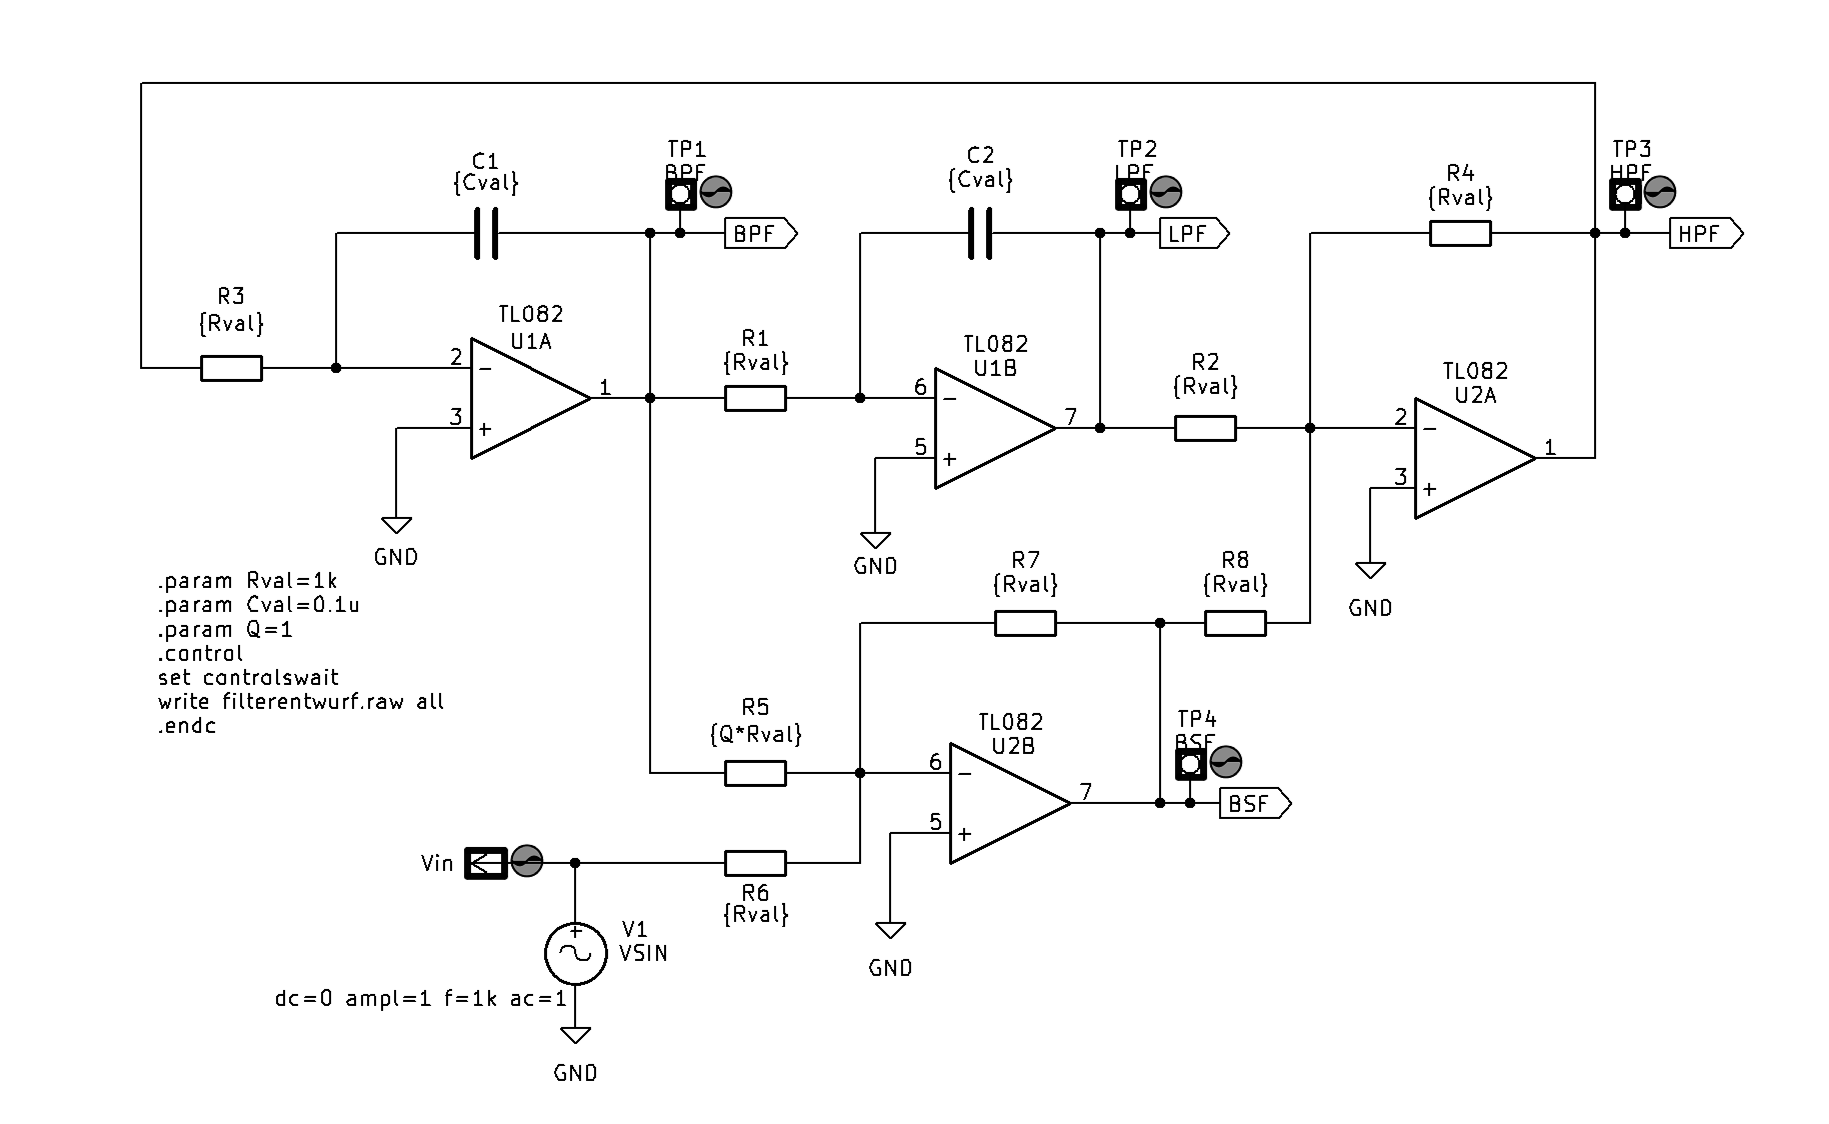 TP1
BPF
TP2
LPF
TP3
HPF
C1
{Cval}
C2
{Cval}
R4
{Rval}
BPF
LPF
HPF
R3
{Rval}
TL082
U1A
2
-
1
3
+
GND
R1
{Rval}
TL082
U1B
6
-
7
5
+
GND
R2
{Rval}
TL082
U2A
2
-
1
3
+
GND
.param Rval=1k
.param Cval=0.1u
.param Q=1
.control
set controlswait
write filterentwurf.raw all
.endc
R7
{Rval}
R8
{Rval}
R5
{Q*Rval}
TL082
U2B
6
-
7
5
+
GND
TP4
BSF
BSF
Vin
R6
{Rval}
+
V1
VSIN
dc=0 ampl=1 f=1k ac=1
GND